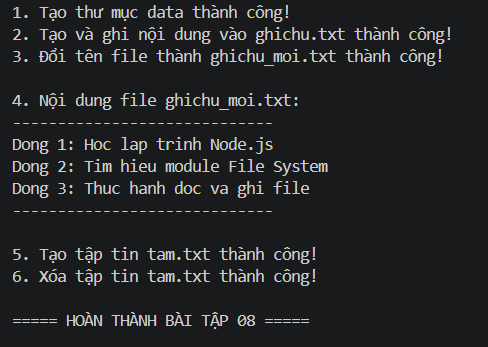 1. Tạo thư mục data thành công!
2. Tạo và ghi nội dung vào ghichu.txt thành công!
3. Đổi tên file thành ghichu_moi.txt thành công!
4. Nội dung file ghichu_moi.txt:
-----------------------------
Dong 1: Hoc lap trinh Node.js
Dong 2: Tim hieu module File System
Dong 3: Thuc hanh doc va ghi file
-----------------------------
5. Tạo tập tin tam.txt thành công!
6. Xóa tập tin tam.txt thành công!
===== HOÀN THÀNH BÀI TẬP 08 =====